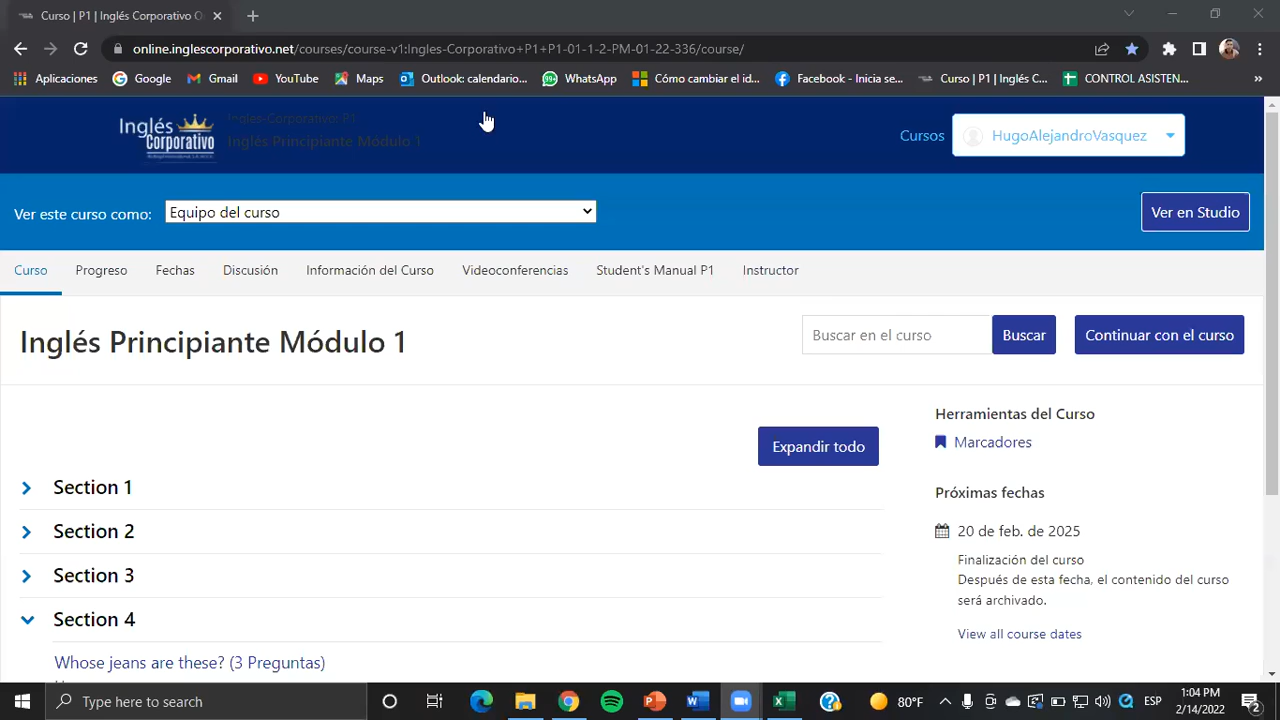 Curso | P1 | Inglés Corporativo O
online.inglescorporativo.net/courses/course-v1:Ingles-Corporativo+P1+P1-01-1-2-PM-01-22-336/course/
Aplicaciones Google Gmail YouTube Maps Outlook: calendario... WhatsApp Cómo cambiar el id... Facebook - Inicia se... Curso | P1 | Inglés C... CONTROL ASISTEN... »
Inglés Corporativo
Ingles-Corporativo: P1
Inglés Principiante Módulo 1
Cursos HugoAlejandroVasquez
Ver este curso como: Equipo del curso Ver en Studio
Curso Progreso Fechas Discusión Información del Curso Videoconferencias Student's Manual P1 Instructor
Inglés Principiante Módulo 1 Buscar en el curso Buscar Continuar con el curso
Herramientas del Curso
Marcadores
Expandir todo
Section 1
Próximas fechas
Section 2
20 de feb. de 2025
Finalización del curso
Section 3
Después de esta fecha, el contenido del curso
será archivado.
Section 4
View all course dates
Whose jeans are these? (3 Preguntas)
Type here to search 80°F ESP 1:04 PM
2/14/2022 2